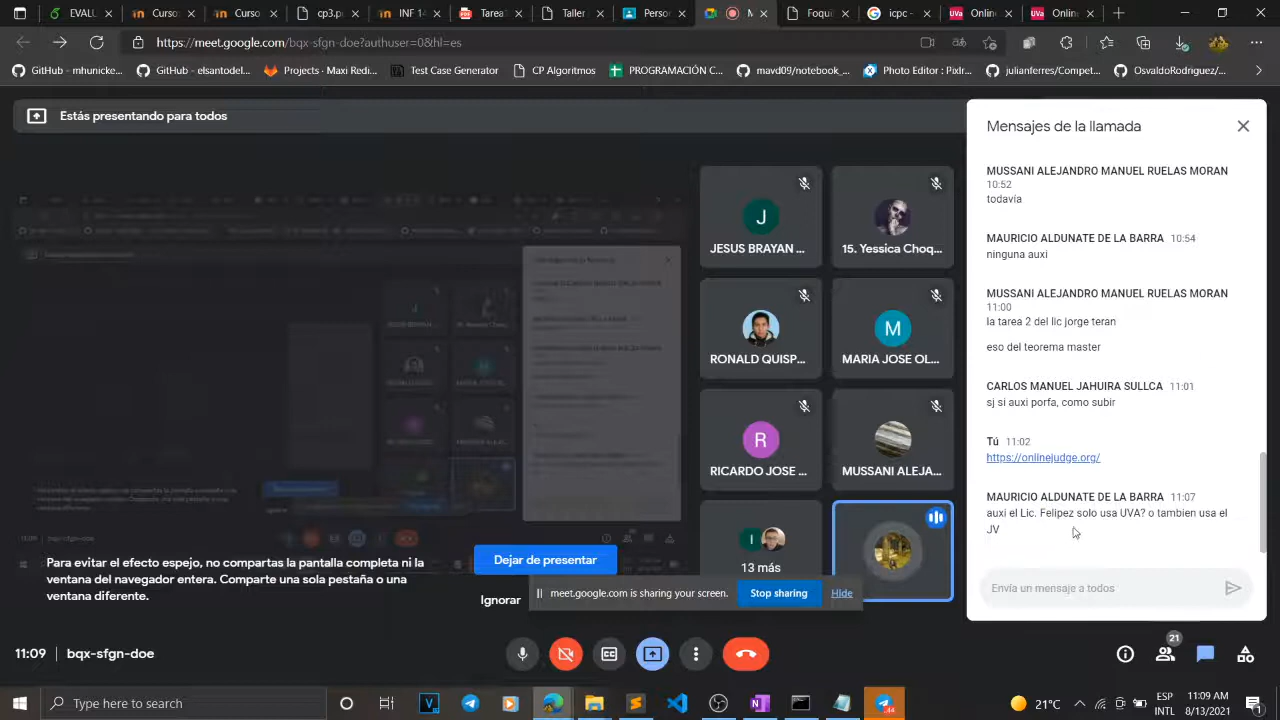 EVALU
Curso
Curso
cp3.p
INF 14
Tarea
Taller
Perso
M
Foqui
icpc -
Online
Online
https://meet.google.com/bqx-sfgn-doe?authuser=0&hl=es
GitHub - mhunicke...
GitHub - elsantodel...
Projects · Maxi Rodi...
Test Case Generator
CP Algoritmos
PROGRAMACIÓN C...
mavd09/notebook_...
Photo Editor : Pixlr...
julianferres/Compet...
OsvaldoRodriguez/...
Estás presentando para todos
Mensajes de la llamada
MUSSANI ALEJANDRO MANUEL RUELAS MORAN
10:52
todavía
MAURICIO ALDUNATE DE LA BARRA 10:54
ninguna auxi
MUSSANI ALEJANDRO MANUEL RUELAS MORAN
11:00
la tarea 2 del lic jorge teran
eso del teorema master
CARLOS MANUEL JAHUIRA SULLCA 11:01
sj si auxi porfa, como subir
Tú 11:02
https://onlinejudge.org/
MAURICIO ALDUNATE DE LA BARRA 11:07
auxi el Lic. Felipez solo usa UVA? o tambien usa el
JV
Envía un mensaje a todos
J
JESUS BRAYAN ...
15. Yessica Choq...
RONALD QUISP...
M
MARIA JOSE OL...
R
RICARDO JOSE ...
MUSSANI ALEJA...
I
13 más
Para evitar el efecto espejo, no compartas la pantalla completa ni la
ventana del navegador entera. Comparte una sola pestaña o una
ventana diferente.
Dejar de presentar
Ignorar
meet.google.com is sharing your screen.
Stop sharing
Hide
11:09 | bqx-sfgn-doe
21
Type here to search
21°C
ESP
INTL
11:09 AM
8/13/2021